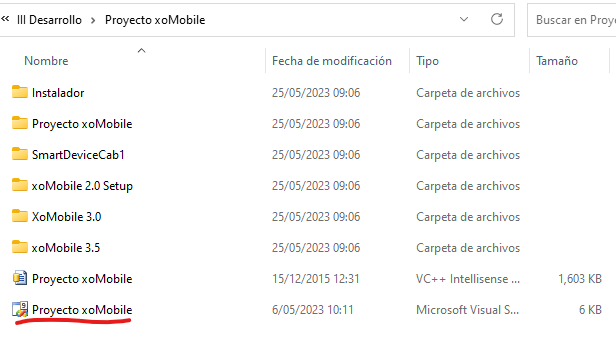 « III Desarrollo > Proyecto xoMobile
Buscar en Proye
Nombre Fecha de modificación Tipo Tamaño
Instalador 25/05/2023 09:06 Carpeta de archivos
Proyecto xoMobile 25/05/2023 09:06 Carpeta de archivos
SmartDeviceCab1 25/05/2023 09:06 Carpeta de archivos
xoMobile 2.0 Setup 25/05/2023 09:06 Carpeta de archivos
XoMobile 3.0 25/05/2023 09:06 Carpeta de archivos
xoMobile 3.5 25/05/2023 09:06 Carpeta de archivos
Proyecto xoMobile 15/12/2015 12:31 VC++ Intellisense ... 1,603 KB
Proyecto xoMobile 6/05/2023 10:11 Microsoft Visual S... 6 KB